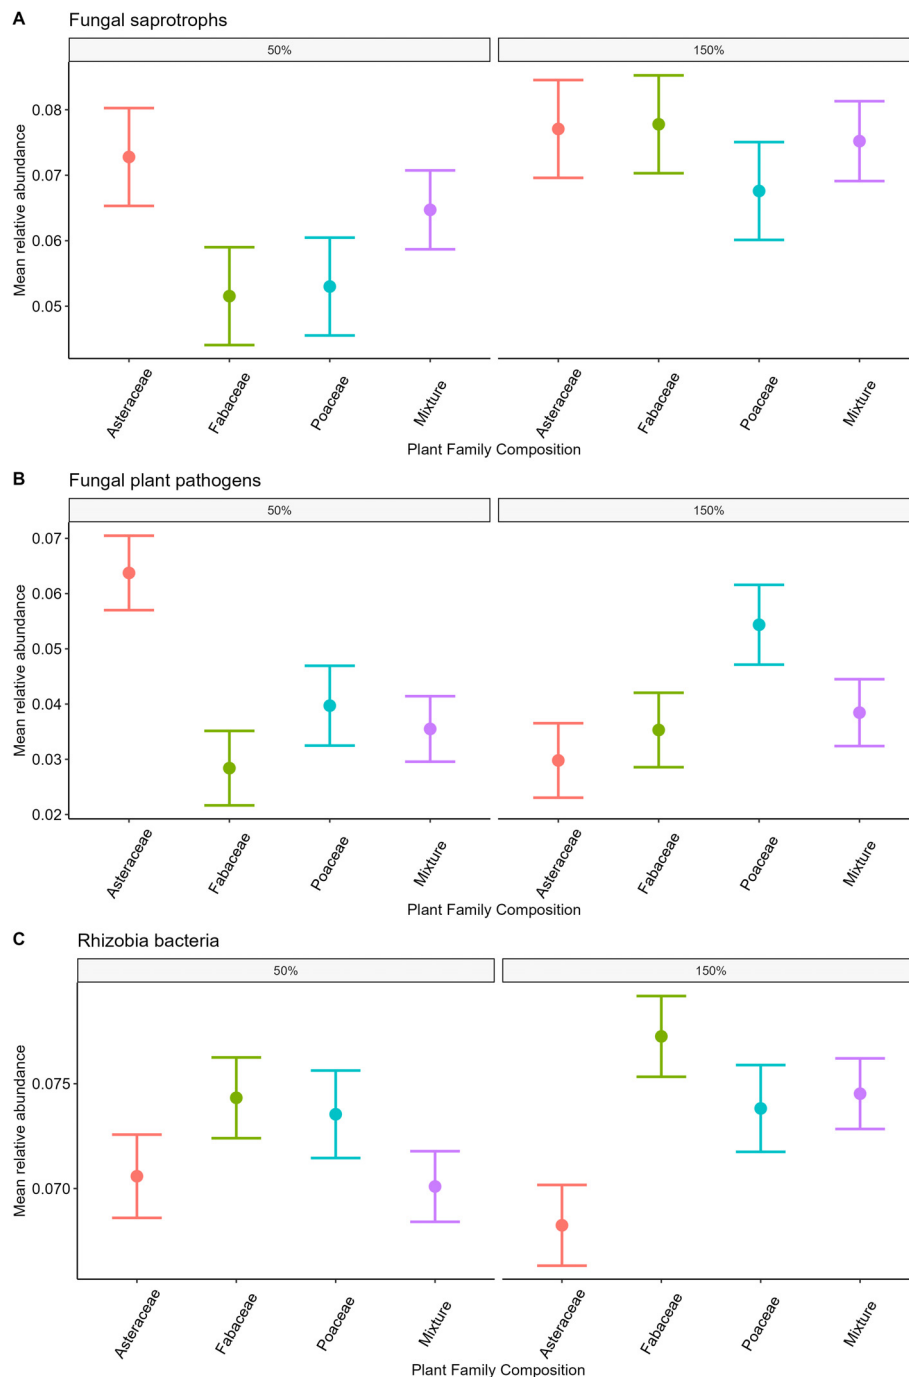 A Fungal saprotrophs
50% 150%
Mean relative abundance
0.08
0.07
0.06
0.05
Asteraceae Fabaceae Poaceae Mixture Asteraceae Fabaceae Poaceae Mixture
Plant Family Composition
B Fungal plant pathogens
50% 150%
Mean relative abundance
0.07
0.06
0.05
0.04
0.03
0.02
Asteraceae Fabaceae Poaceae Mixture Asteraceae Fabaceae Poaceae Mixture
Plant Family Composition
C Rhizobia bacteria
50% 150%
Mean relative abundance
0.075
0.070
Asteraceae Fabaceae Poaceae Mixture Asteraceae Fabaceae Poaceae Mixture
Plant Family Composition